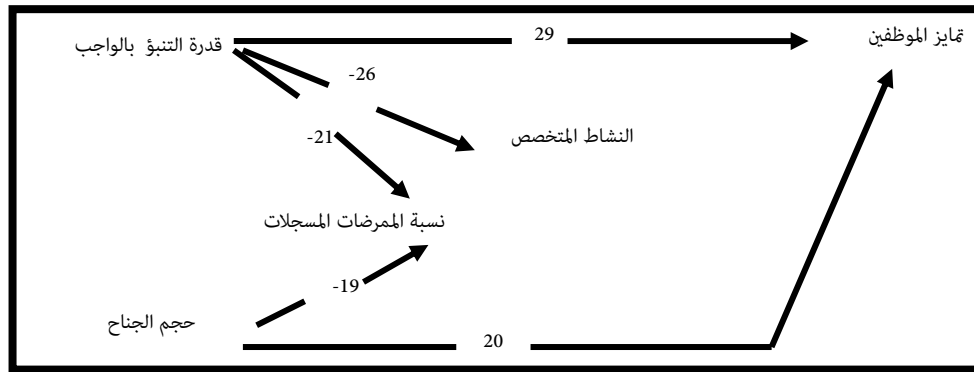 تمايز الموظفين
29
قدرة التنبؤ بالواجب
-26
-21
النشاط المتخصص
نسبة الممرضات المسجلات
-19
حجم الجناح
20